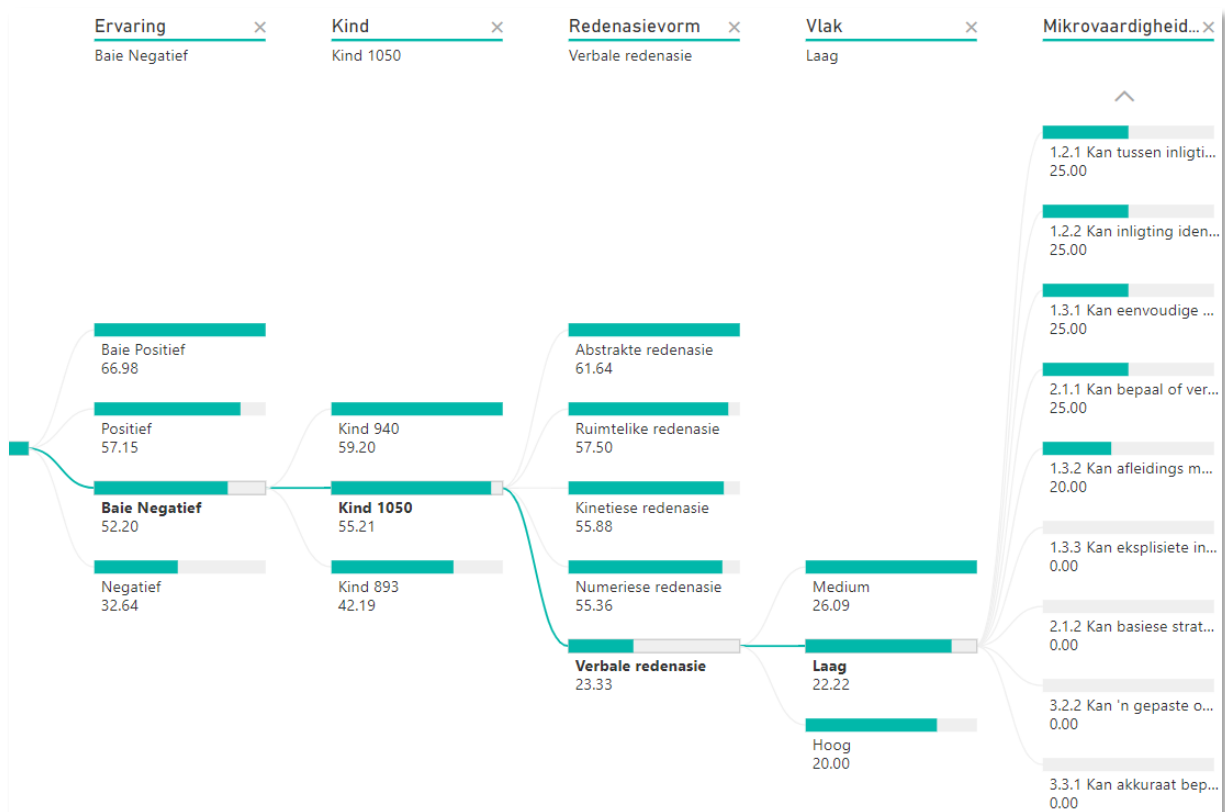 Ervaring
Baie Negatief
Kind
Kind 1050
Redenasievorm
Verbale redenasie
Vlak
Laag
Mikrovaardigheid...
Baie Positief
66.98
Positief
57.15
Baie Negatief
52.20
Negatief
32.64
Kind 940
59.20
Kind 1050
55.21
Kind 893
42.19
Abstrakte redenasie
61.64
Ruimtelike redenasie
57.50
Kinetiese redenasie
55.88
Numeriese redenasie
55.36
Verbale redenasie
23.33
Medium
26.09
Laag
22.22
Hoog
20.00
1.2.1 Kan tussen inligti...
25.00
1.2.2 Kan inligting iden...
25.00
1.3.1 Kan eenvoudige ...
25.00
2.1.1 Kan bepaal of ver...
25.00
1.3.2 Kan afleidings m...
20.00
1.3.3 Kan eksplisiete in...
0.00
2.1.2 Kan basiese strat...
0.00
3.2.2 Kan 'n gepaste o...
0.00
3.3.1 Kan akkuraat bep...
0.00